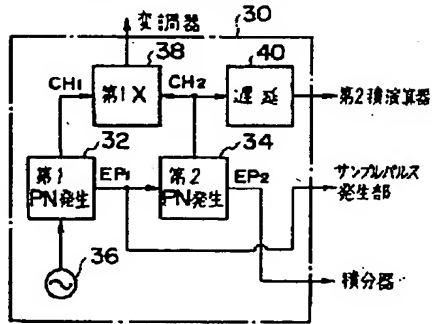 変調器
30
38
40
CH1
第1X
CH2
遅延
第2積演算器
32
34
第1
PN発生
EP1
第2
PN発生
EP2
サンプルパルス
発生部
36
積分器